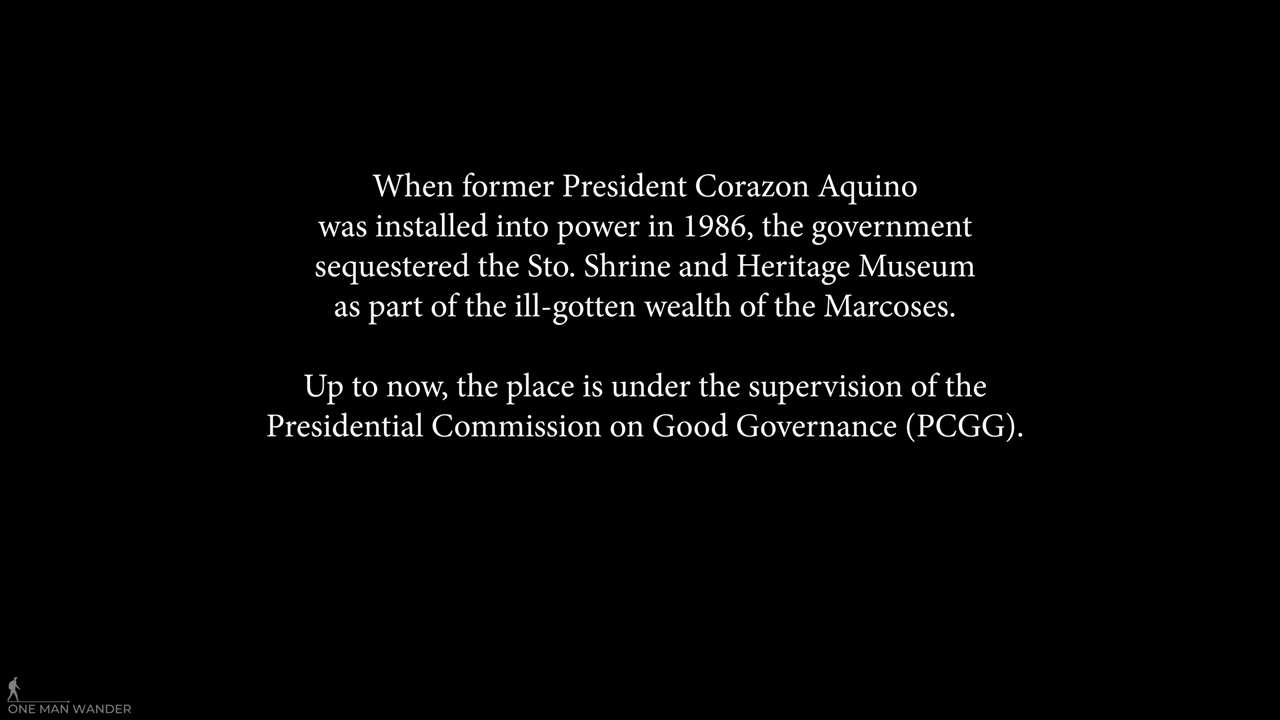 When former President Corazon Aquino
was installed into power in 1986, the government
sequestered the Sto. Shrine and Heritage Museum
as part of the ill-gotten wealth of the Marcoses.
Up to now, the place is under the supervision of the
Presidential Commission on Good Governance (PCGG).
ONE MAN WANDER